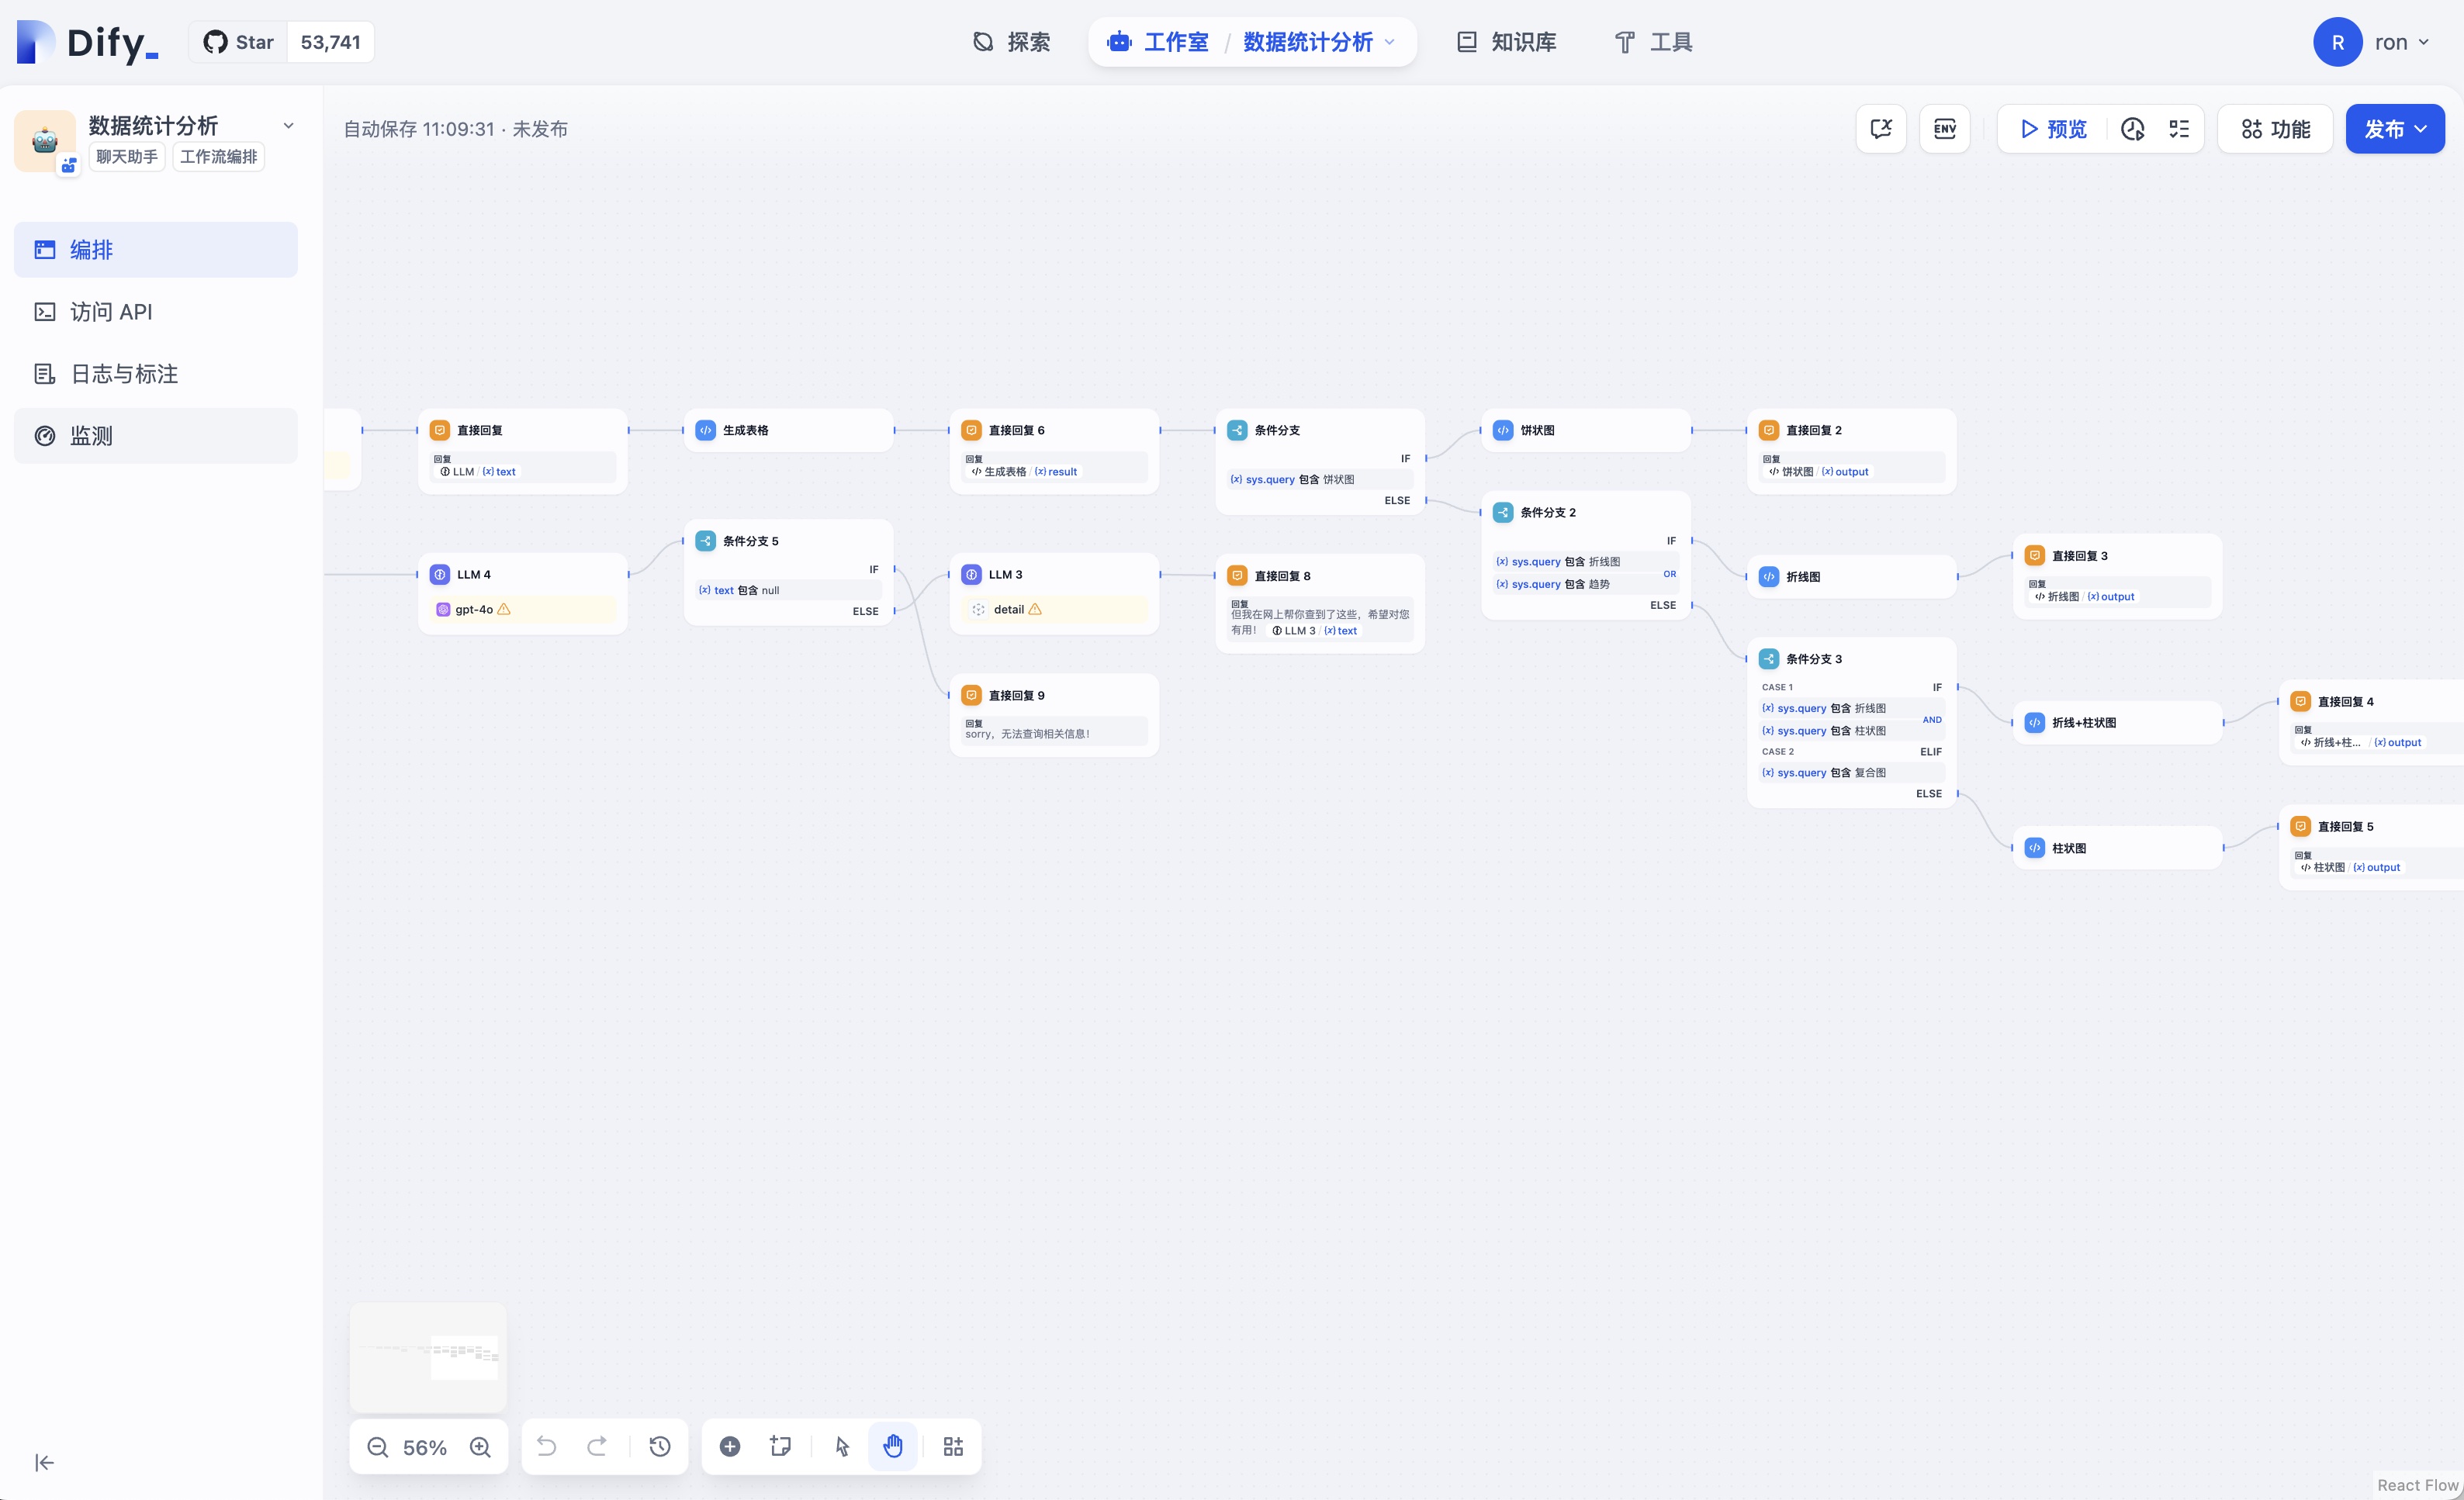 Dify_
Star 53,741
探索
工作室 / 数据统计分析
知识库
工具
R ron
数据统计分析
聊天助手 工作流编排
编排
访问 API
日志与标注
监测
自动保存 11:09:31 · 未发布
ENV
预览
功能
发布
直接回复
回复
LLM / (x) text
生成表格
直接回复 6
回复
生成表格 / (x) result
条件分支
IF
(x) sys.query 包含 饼状图
ELSE
饼状图
直接回复 2
回复
饼状图 / (x) output
LLM 4
gpt-4o
条件分支 5
IF
(x) text 包含 null
ELSE
LLM 3
detail
直接回复 8
回复
但我在网上帮你查到了这些，希望对您
有用！ LLM 3 / (x) text
直接回复 9
回复
sorry，无法查询相关信息！
条件分支 2
IF
(x) sys.query 包含 折线图
OR
(x) sys.query 包含 趋势
ELSE
折线图
直接回复 3
回复
折线图 / (x) output
条件分支 3
CASE 1 IF
(x) sys.query 包含 折线图
AND
(x) sys.query 包含 柱状图
CASE 2 ELIF
(x) sys.query 包含 复合图
ELSE
折线+柱状图
直接回复 4
回复
折线+柱... / (x) output
柱状图
直接回复 5
回复
柱状图 / (x) output
56%
React Flow